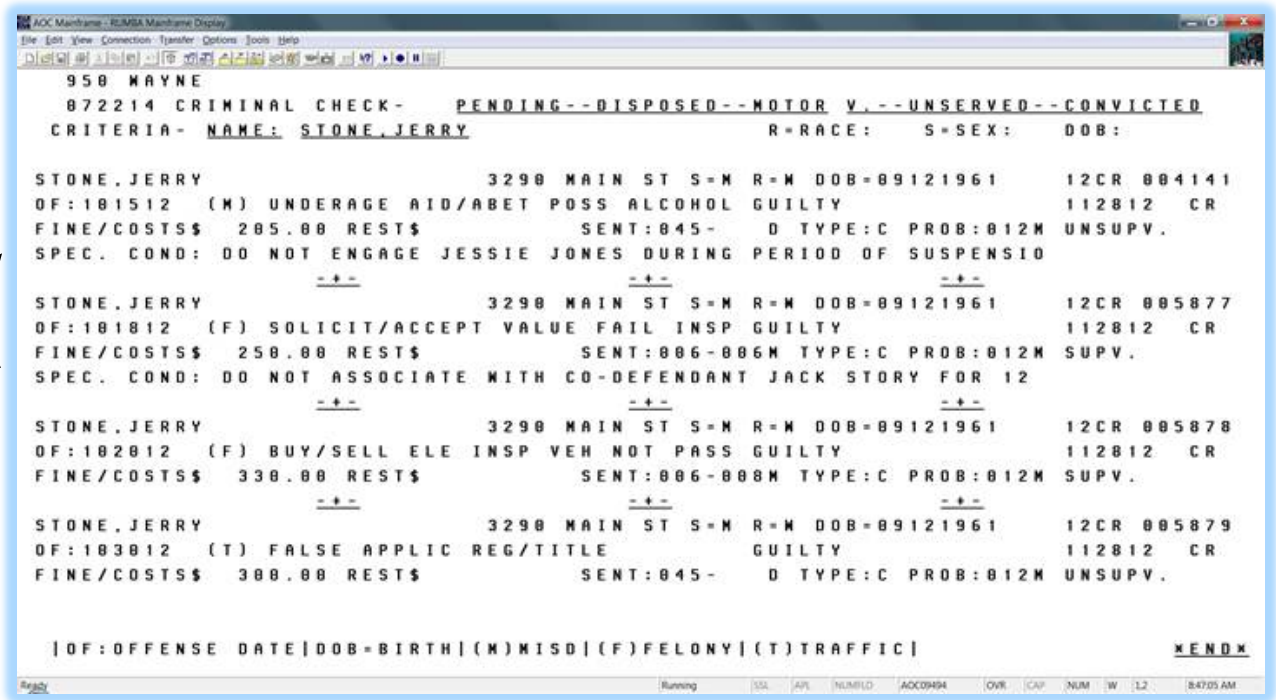 AOC Mainframe - RUMBA Mainframe Display
File Edit View Connection Transfer Options Tools Help
950 WAYNE
072214 CRIMINAL CHECK- PENDING--DISPOSED--MOTOR V.--UNSERVED--CONVICTED
CRITERIA- NAME: STONE,JERRY R=RACE: S=SEX: DOB:
STONE,JERRY 3290 MAIN ST S=M R=W DOB=09121961 12CR 004141
OF:101512 (M) UNDERAGE AID/ABET POSS ALCOHOL GUILTY 112812 CR
FINE/COSTS$ 205.00 REST$ SENT:045- D TYPE:C PROB:012M UNSUPV.
SPEC. COND: DO NOT ENGAGE JESSIE JONES DURING PERIOD OF SUSPENSIO
-+- -+- -+-
STONE,JERRY 3290 MAIN ST S=M R=W DOB=09121961 12CR 005877
OF:101812 (F) SOLICIT/ACCEPT VALUE FAIL INSP GUILTY 112812 CR
FINE/COSTS$ 250.00 REST$ SENT:006-006M TYPE:C PROB:012M SUPV.
SPEC. COND: DO NOT ASSOCIATE WITH CO-DEFENDANT JACK STORY FOR 12
-+- -+- -+-
STONE,JERRY 3290 MAIN ST S=M R=W DOB=09121961 12CR 005878
OF:102012 (F) BUY/SELL ELE INSP VEH NOT PASS GUILTY 112812 CR
FINE/COSTS$ 330.00 REST$ SENT:006-008M TYPE:C PROB:012M SUPV.
-+- -+- -+-
STONE,JERRY 3290 MAIN ST S=M R=W DOB=09121961 12CR 005879
OF:103012 (T) FALSE APPLIC REG/TITLE GUILTY 112812 CR
FINE/COSTS$ 300.00 REST$ SENT:045- D TYPE:C PROB:012M UNSUPV.
|OF:OFFENSE DATE|DOB=BIRTH|(M)MISD|(F)FELONY|(T)TRAFFIC| *END*
Ready Running SSL APL NUMFLD AOC09494 OVR CAP NUM W 1,2 8:47:05 AM